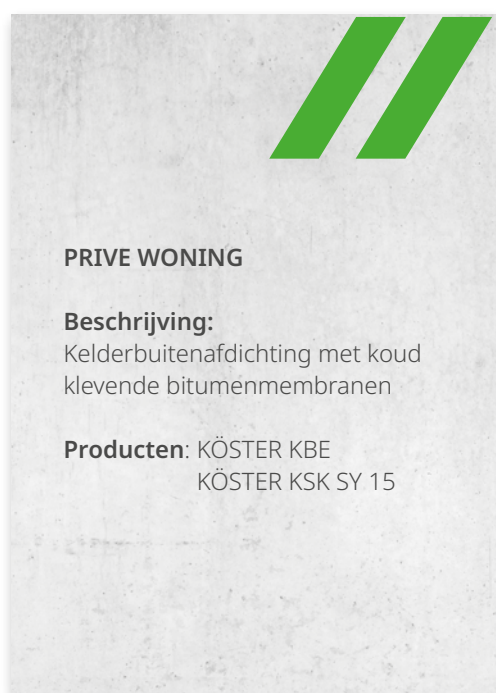 PRIVE WONING
Beschrijving:
Kelderbuitenafdichting met koud
klevende bitumenmembranen
Producten: KÖSTER KBE
KÖSTER KSK SY 15